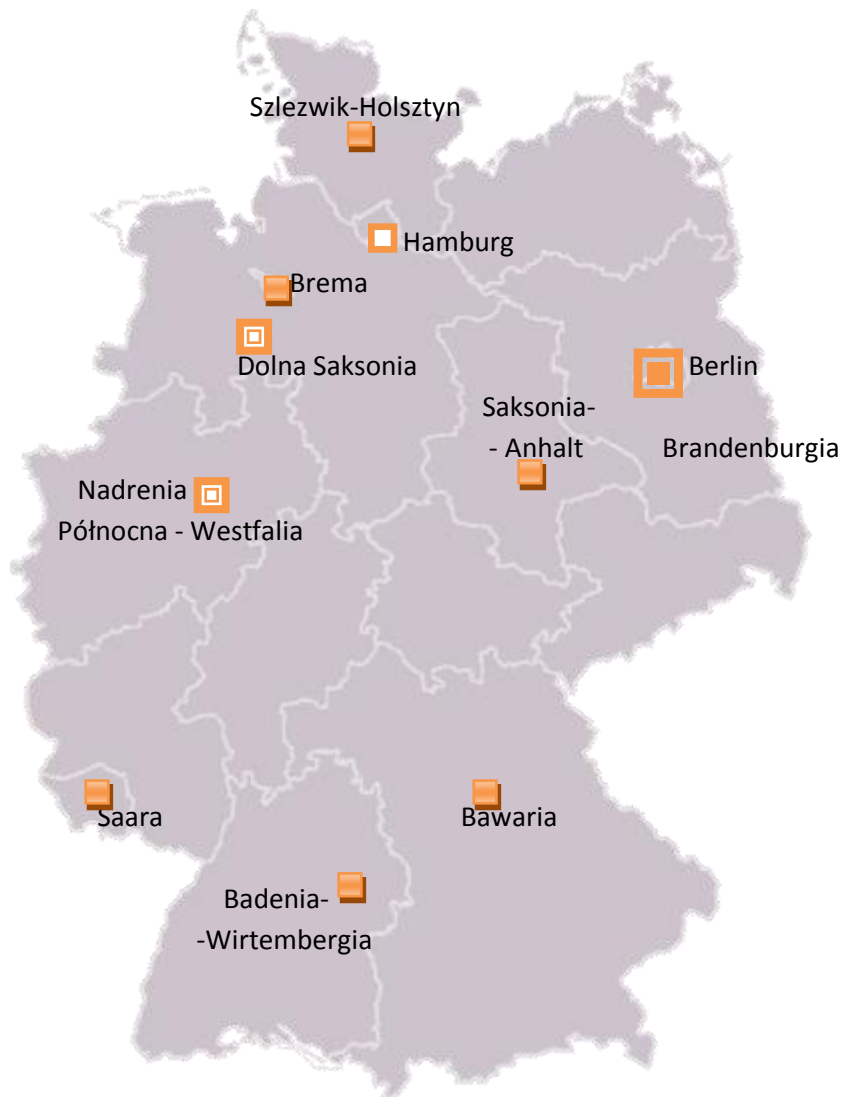 Szlezwik-Holsztyn
Hamburg
Brema
Dolna Saksonia
Berlin
Saksonia-
- Anhalt
Brandenburgia
Nadrenia
Północna - Westfalia
Saara
Bawaria
Badenia-
-Wirtembergia